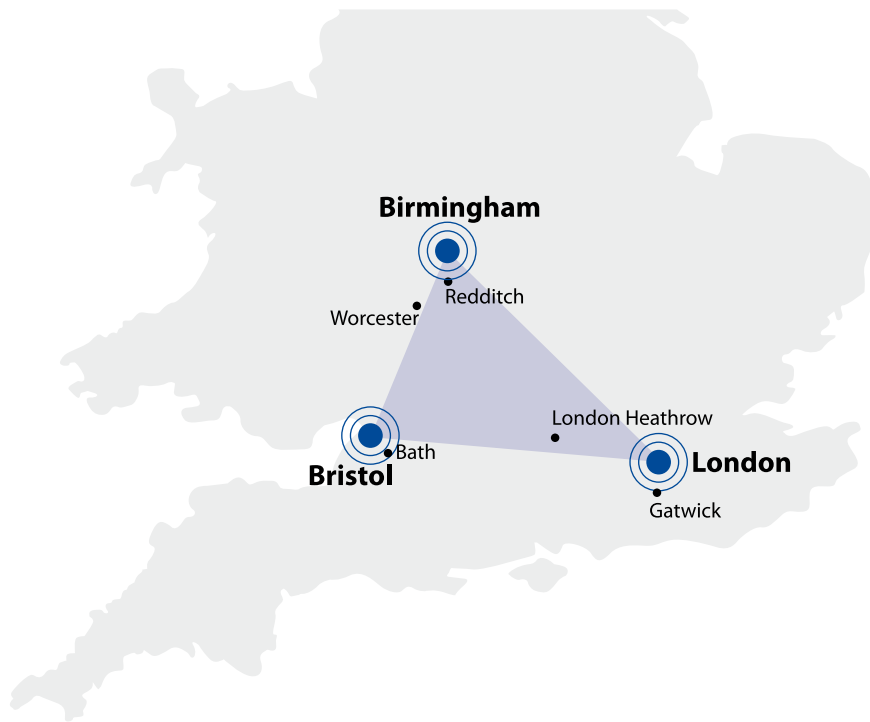 Birmingham
Redditch
Worcester
London Heathrow
Bath
London
Bristol
Gatwick